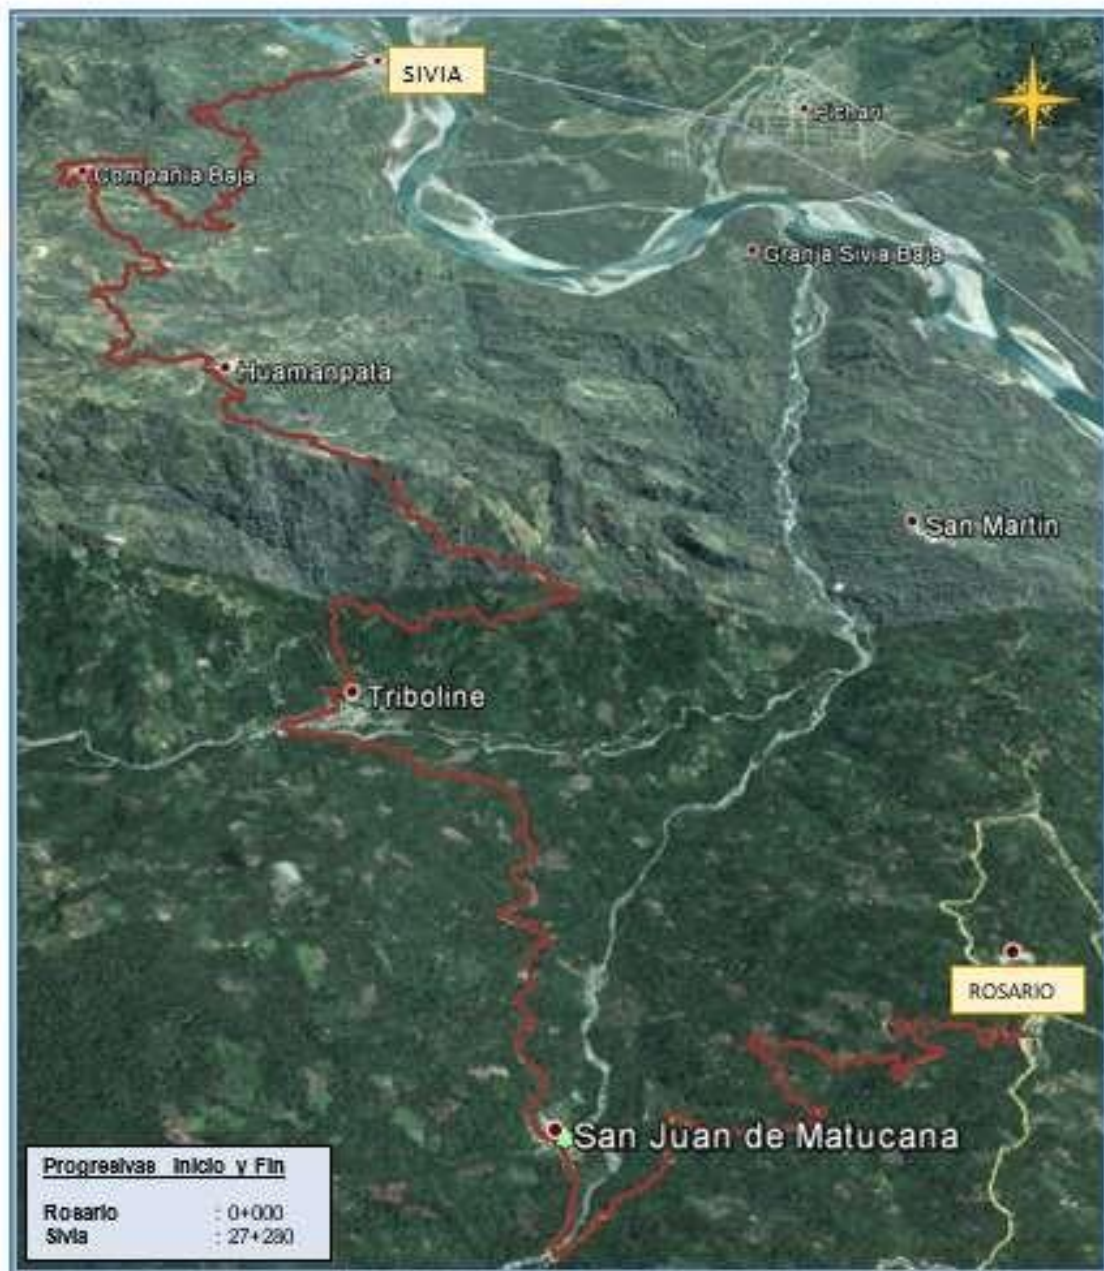 SIVIA
Pichari
Compañia Baja
Granja Sivia Baja
Huamanpata
San Martin
Triboline
ROSARIO
San Juan de Matucana
Progresivas Inicio y Fin
Rosario : 0+000
Sivia : 27+280